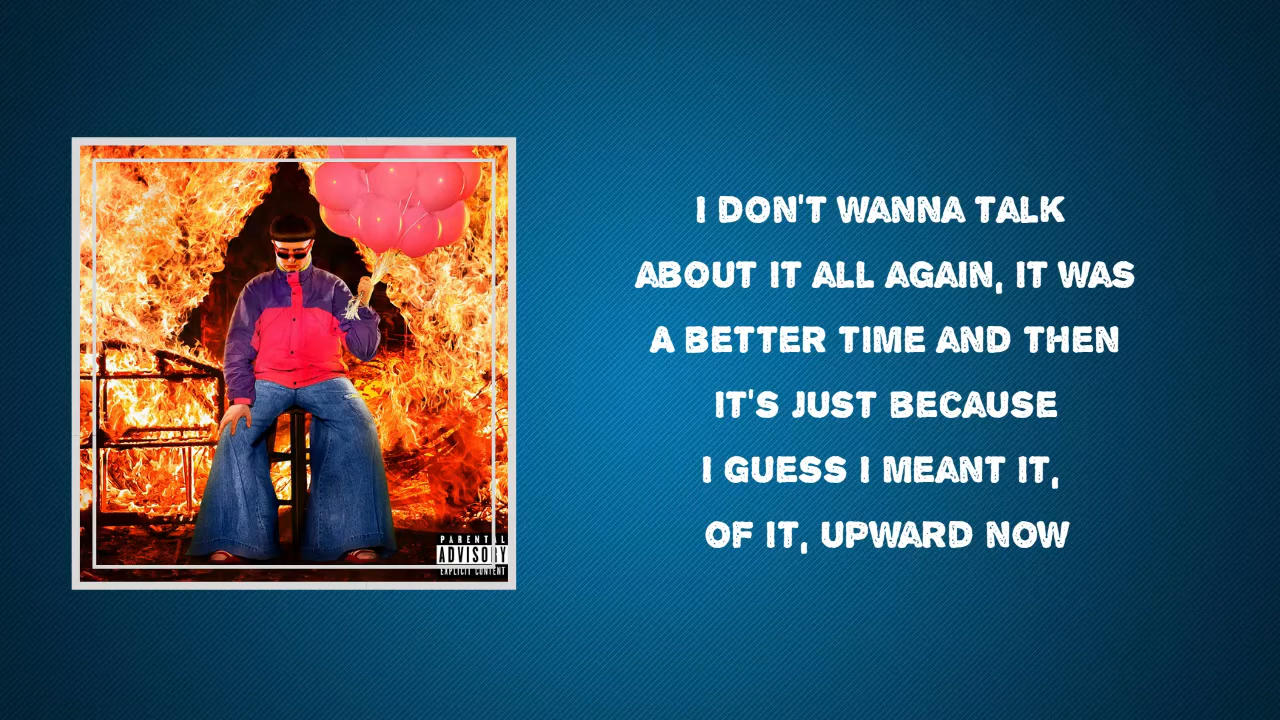 I DON'T WANNA TALK
ABOUT IT ALL AGAIN, IT WAS
A BETTER TIME AND THEN
IT'S JUST BECAUSE
I GUESS I MEANT IT,
OF IT, UPWARD NOW
PARENTAL
ADVISORY
EXPLICIT CONTENT